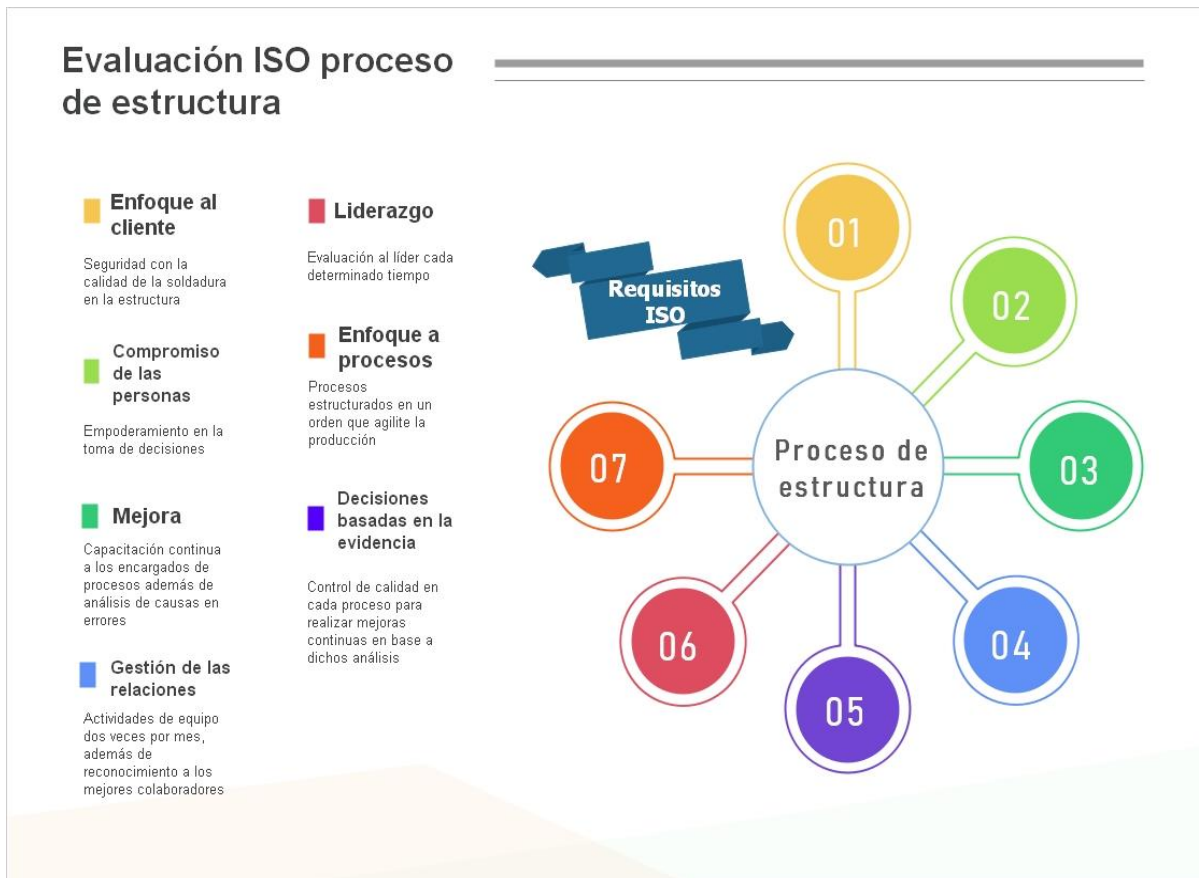 Evaluación ISO proceso
de estructura
Enfoque al
cliente
Seguridad con la
calidad de la soldadura
en la estructura
Compromiso
de las
personas
Empoderamiento en la
toma de decisiones
Mejora
Capacitación continua
a los encargados de
procesos además de
análisis de causas en
errores
Gestión de las
relaciones
Actividades de equipo
dos veces por mes,
además de
reconocimiento a los
mejores colaboradores
Liderazgo
Evaluación al líder cada
determinado tiempo
Enfoque a
procesos
Procesos
estructurados en un
orden que agilite la
producción
Decisiones
basadas en la
evidencia
Control de calidad en
cada proceso para
realizar mejoras
continuas en base a
dichos análisis
Requisitos
ISO
01
02
03
04
05
06
07
Proceso de
estructura